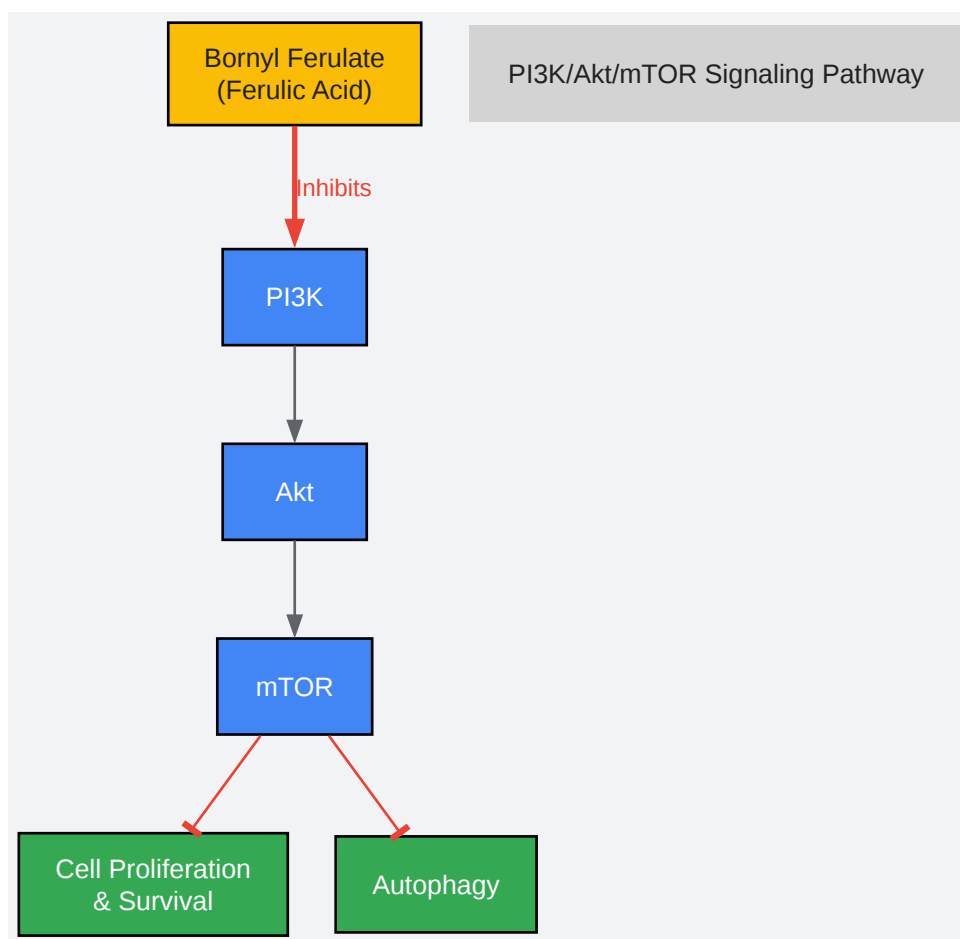 Bornyl Ferulate
(Ferulic Acid)
PI3K/Akt/mTOR Signaling Pathway
Inhibits
PI3K
Akt
mTOR
Cell Proliferation
& Survival
Autophagy